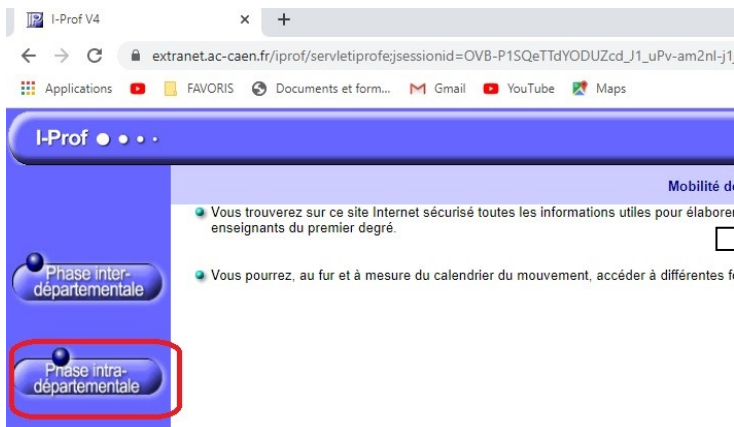 I-Prof V4
extranet.ac-caen.fr/iprof/servletiprofe;jsessionid=OVB-P1SQeTTdYODUZcd_J1_uPv-am2nl-j1
Applications FAVORIS Documents et form... Gmail YouTube Maps
I-Prof
Mobilité d
Vous trouverez sur ce site Internet sécurisé toutes les informations utiles pour élaborer
enseignants du premier degré.
Phase inter-
départementale
Vous pourrez, au fur et à mesure du calendrier du mouvement, accéder à différentes f
Phase intra-
départementale